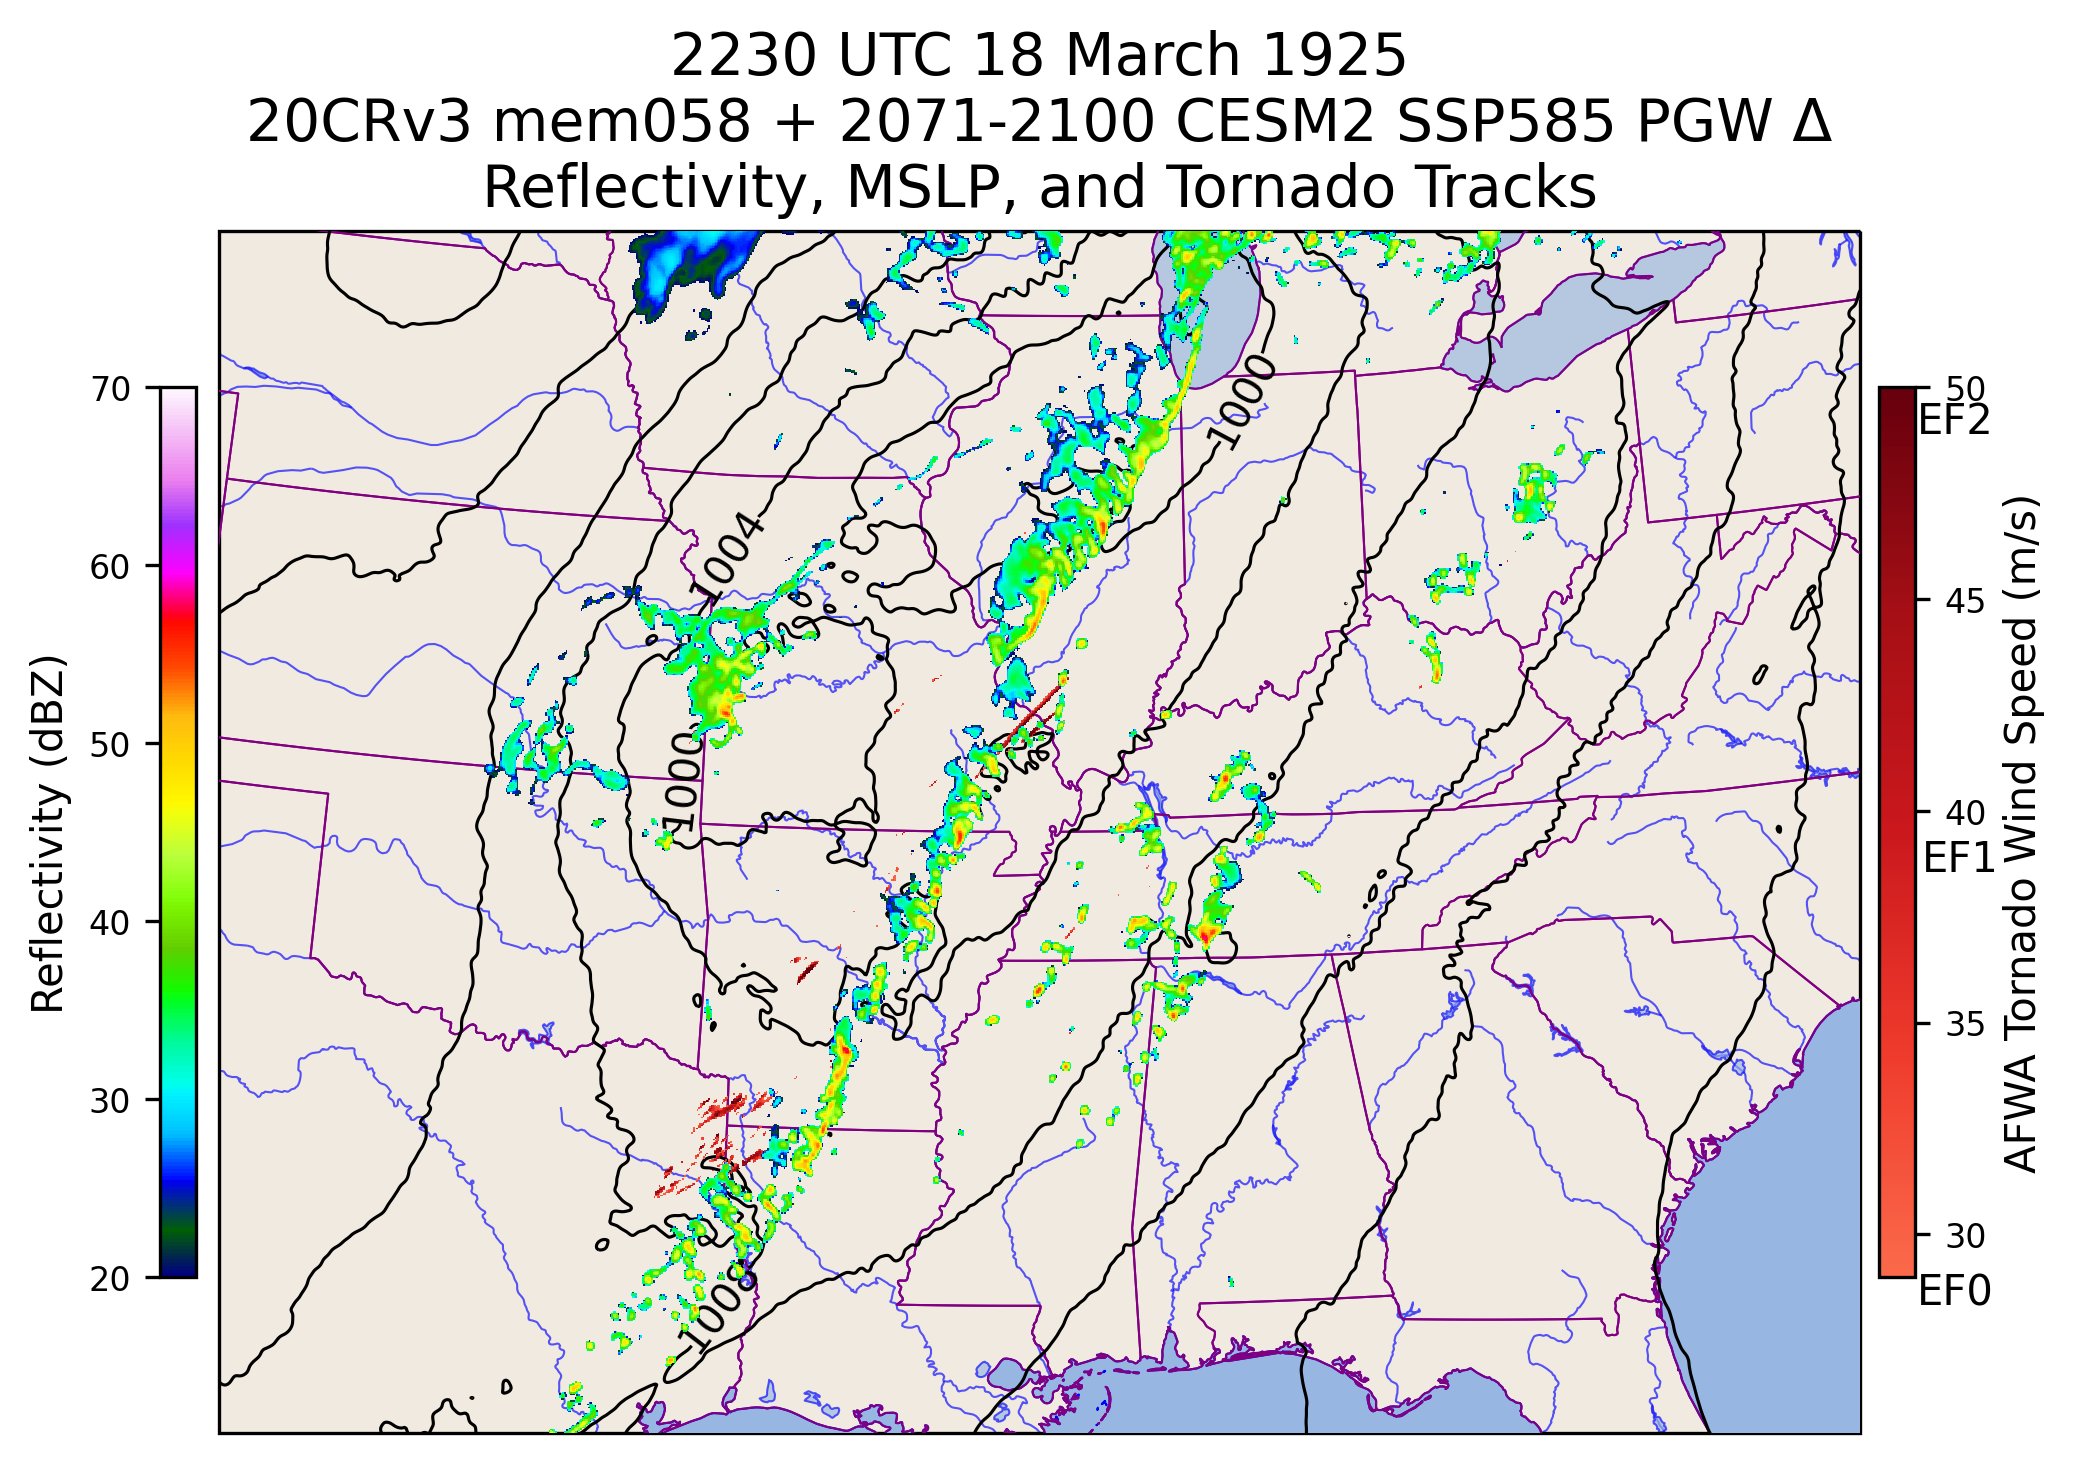 2230 UTC 18 March 1925
20CRv3 mem058 + 2071-2100 CESM2 SSP585 PGW Δ
Reflectivity, MSLP, and Tornado Tracks
70
60
50
40
30
20
Reflectivity (dBZ)
1000
1004
1000
1008
50
EF2
45
40
EF1
35
30
EF0
AFWA Tornado Wind Speed (m/s)